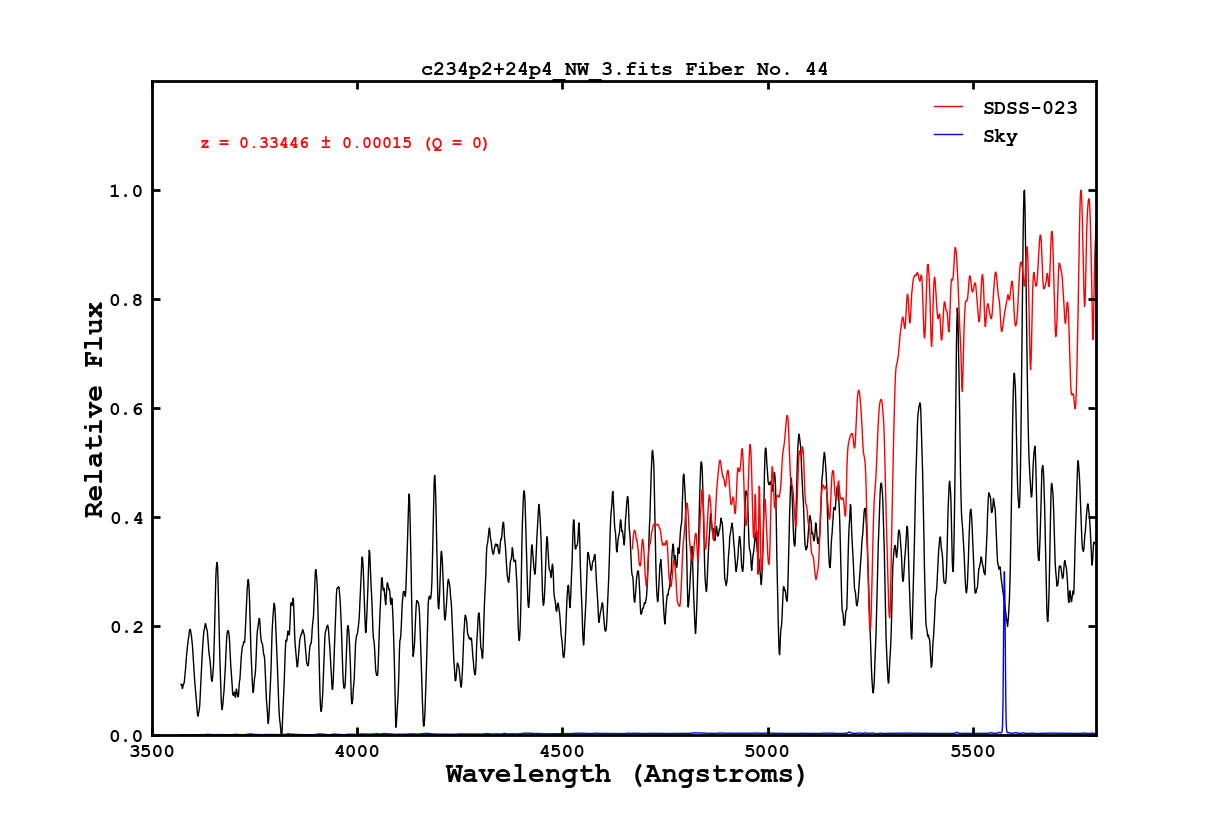 c234p2+24p4_NW_3.fits Fiber No. 44
SDSS-023
Sky
z = 0.33446 ± 0.00015 (Q = 0)
Relative Flux
1.0
0.8
0.6
0.4
0.2
0.0
3500 4000 4500 5000 5500
Wavelength (Angstroms)